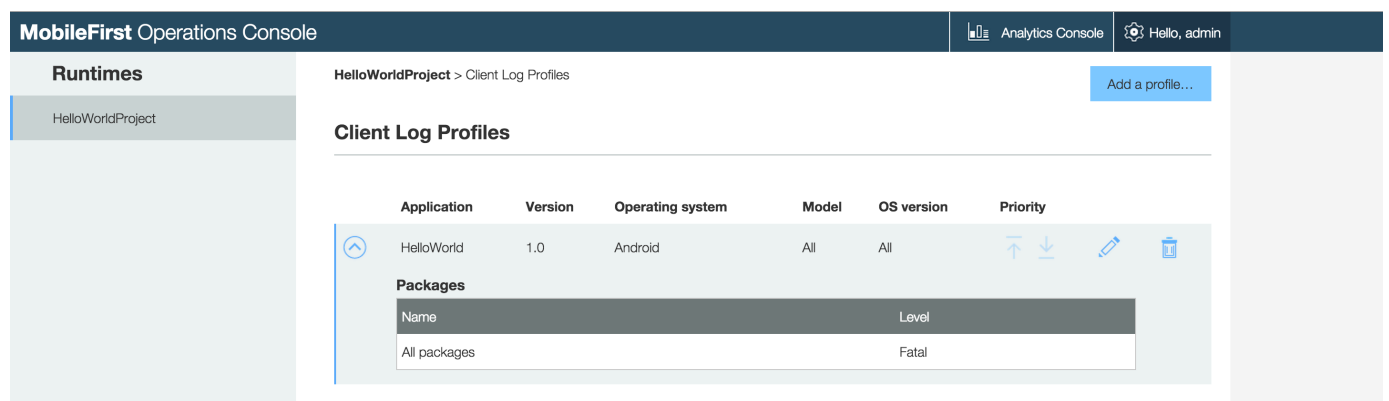 MobileFirst Operations Console Analytics Console Hello, admin
Runtimes
HelloWorldProject
HelloWorldProject > Client Log Profiles
Add a profile...
Client Log Profiles
Application Version Operating system Model OS version Priority
HelloWorld 1.0 Android All All
Packages
Name Level
All packages Fatal